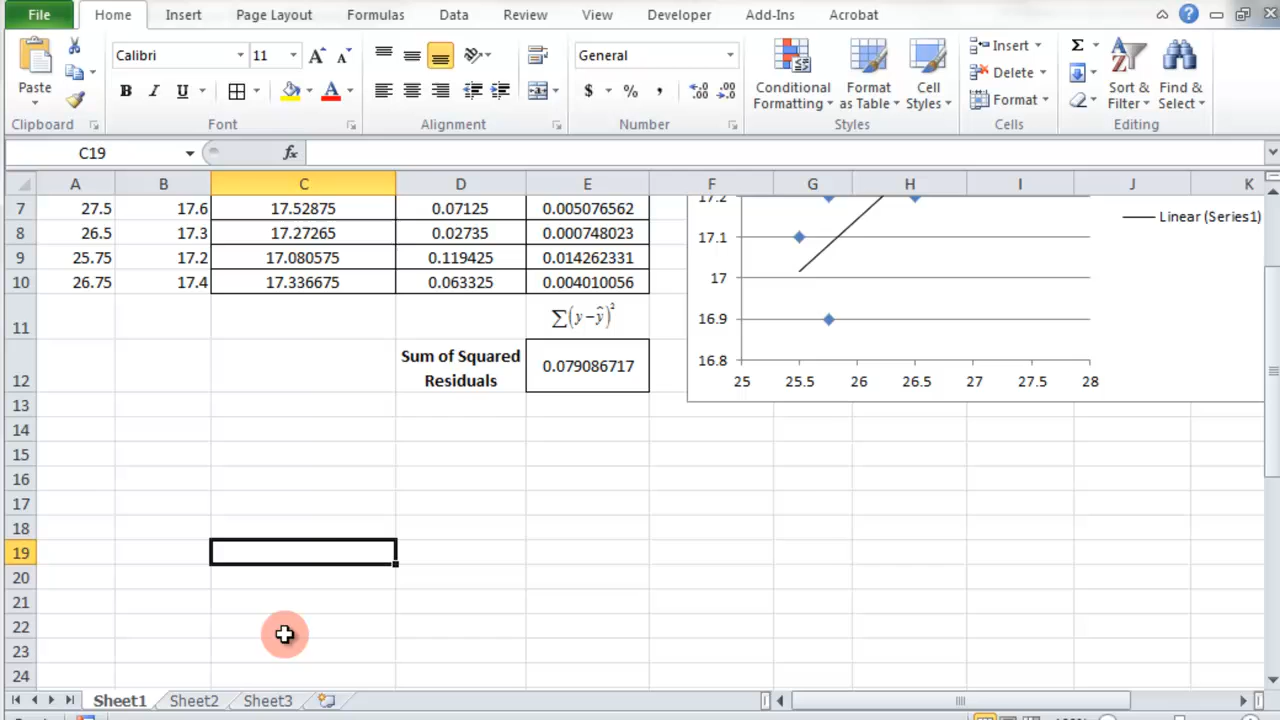 File Home Insert Page Layout Formulas Data Review View Developer Add-Ins Acrobat
Calibri 11 General Σ
Paste B I U $ % , Conditional Formatting Format as Table Cell Styles Insert Delete Format Sort & Filter Find & Select
Clipboard Font Alignment Number Styles Cells Editing
C19 fx
A B C D E F G H I J K
7 27.5 17.6 17.52875 0.07125 0.005076562
8 26.5 17.3 17.27265 0.02735 0.000748023
9 25.75 17.2 17.080575 0.119425 0.014262331
10 26.75 17.4 17.336675 0.063325 0.004010056
11 ∑(y−ŷ)²
12 Sum of Squared Residuals 0.079086717
13
14
15
16
17
18
19
20
21
22
23
24
17.2
17.1
17
16.9
16.8
25 25.5 26 26.5 27 27.5 28
Linear (Series1)
Sheet1 Sheet2 Sheet3